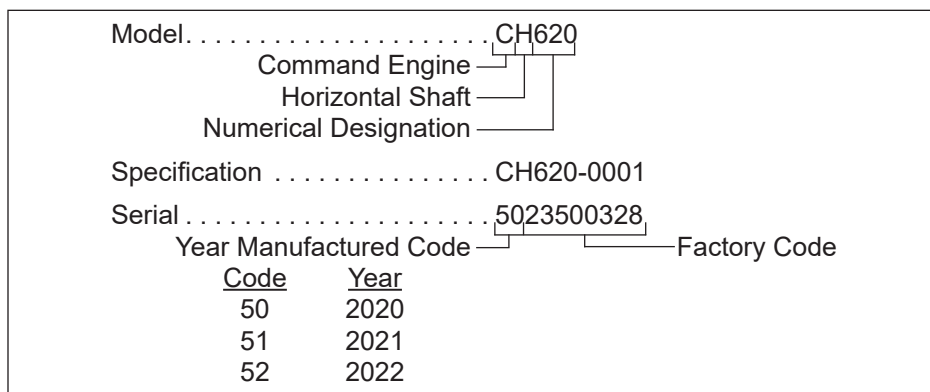 Model. . . . . . . . . . . . . . . . . . . . . CH620
Command Engine
Horizontal Shaft
Numerical Designation
Specification . . . . . . . . . . . . . . . CH620-0001
Serial . . . . . . . . . . . . . . . . . . . . . 5023500328
Year Manufactured Code Factory Code
Code Year
50 2020
51 2021
52 2022